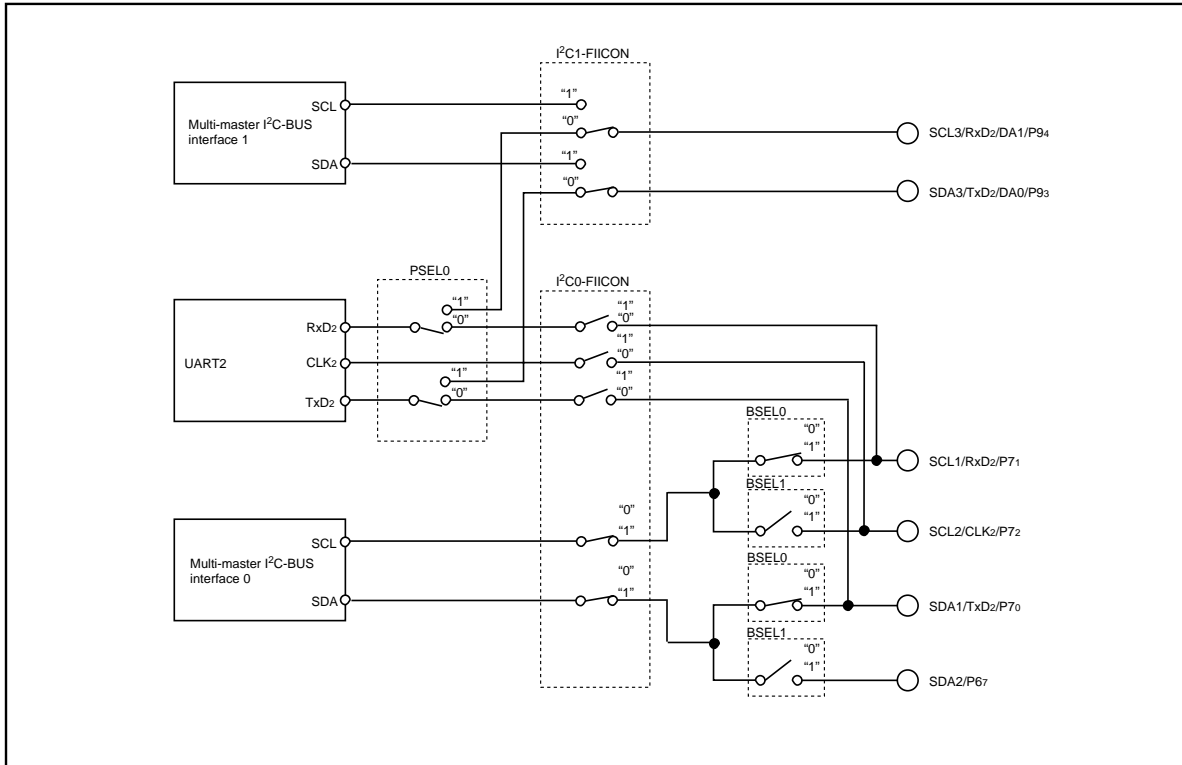 I²C1-FIICON
SCL
“1”
Multi-master I²C-BUS
interface 1
“0”
SCL3/RxD2/DA1/P94
SDA
“1”
“0”
SDA3/TxD2/DA0/P93
PSEL0
I²C0-FIICON
“1”
“1”
RxD2
“0”
“0”
“1”
UART2
CLK2
“0”
“1”
“1”
TxD2
“0”
“0”
BSEL0
“0”
“1”
SCL1/RxD2/P71
BSEL1
“0”
“0”
“1”
SCL
“1”
SCL2/CLK2/P72
Multi-master I²C-BUS
interface 0
BSEL0
“0”
“0”
SDA
“1”
“1”
SDA1/TxD2/P70
BSEL1
“0”
“1”
SDA2/P67